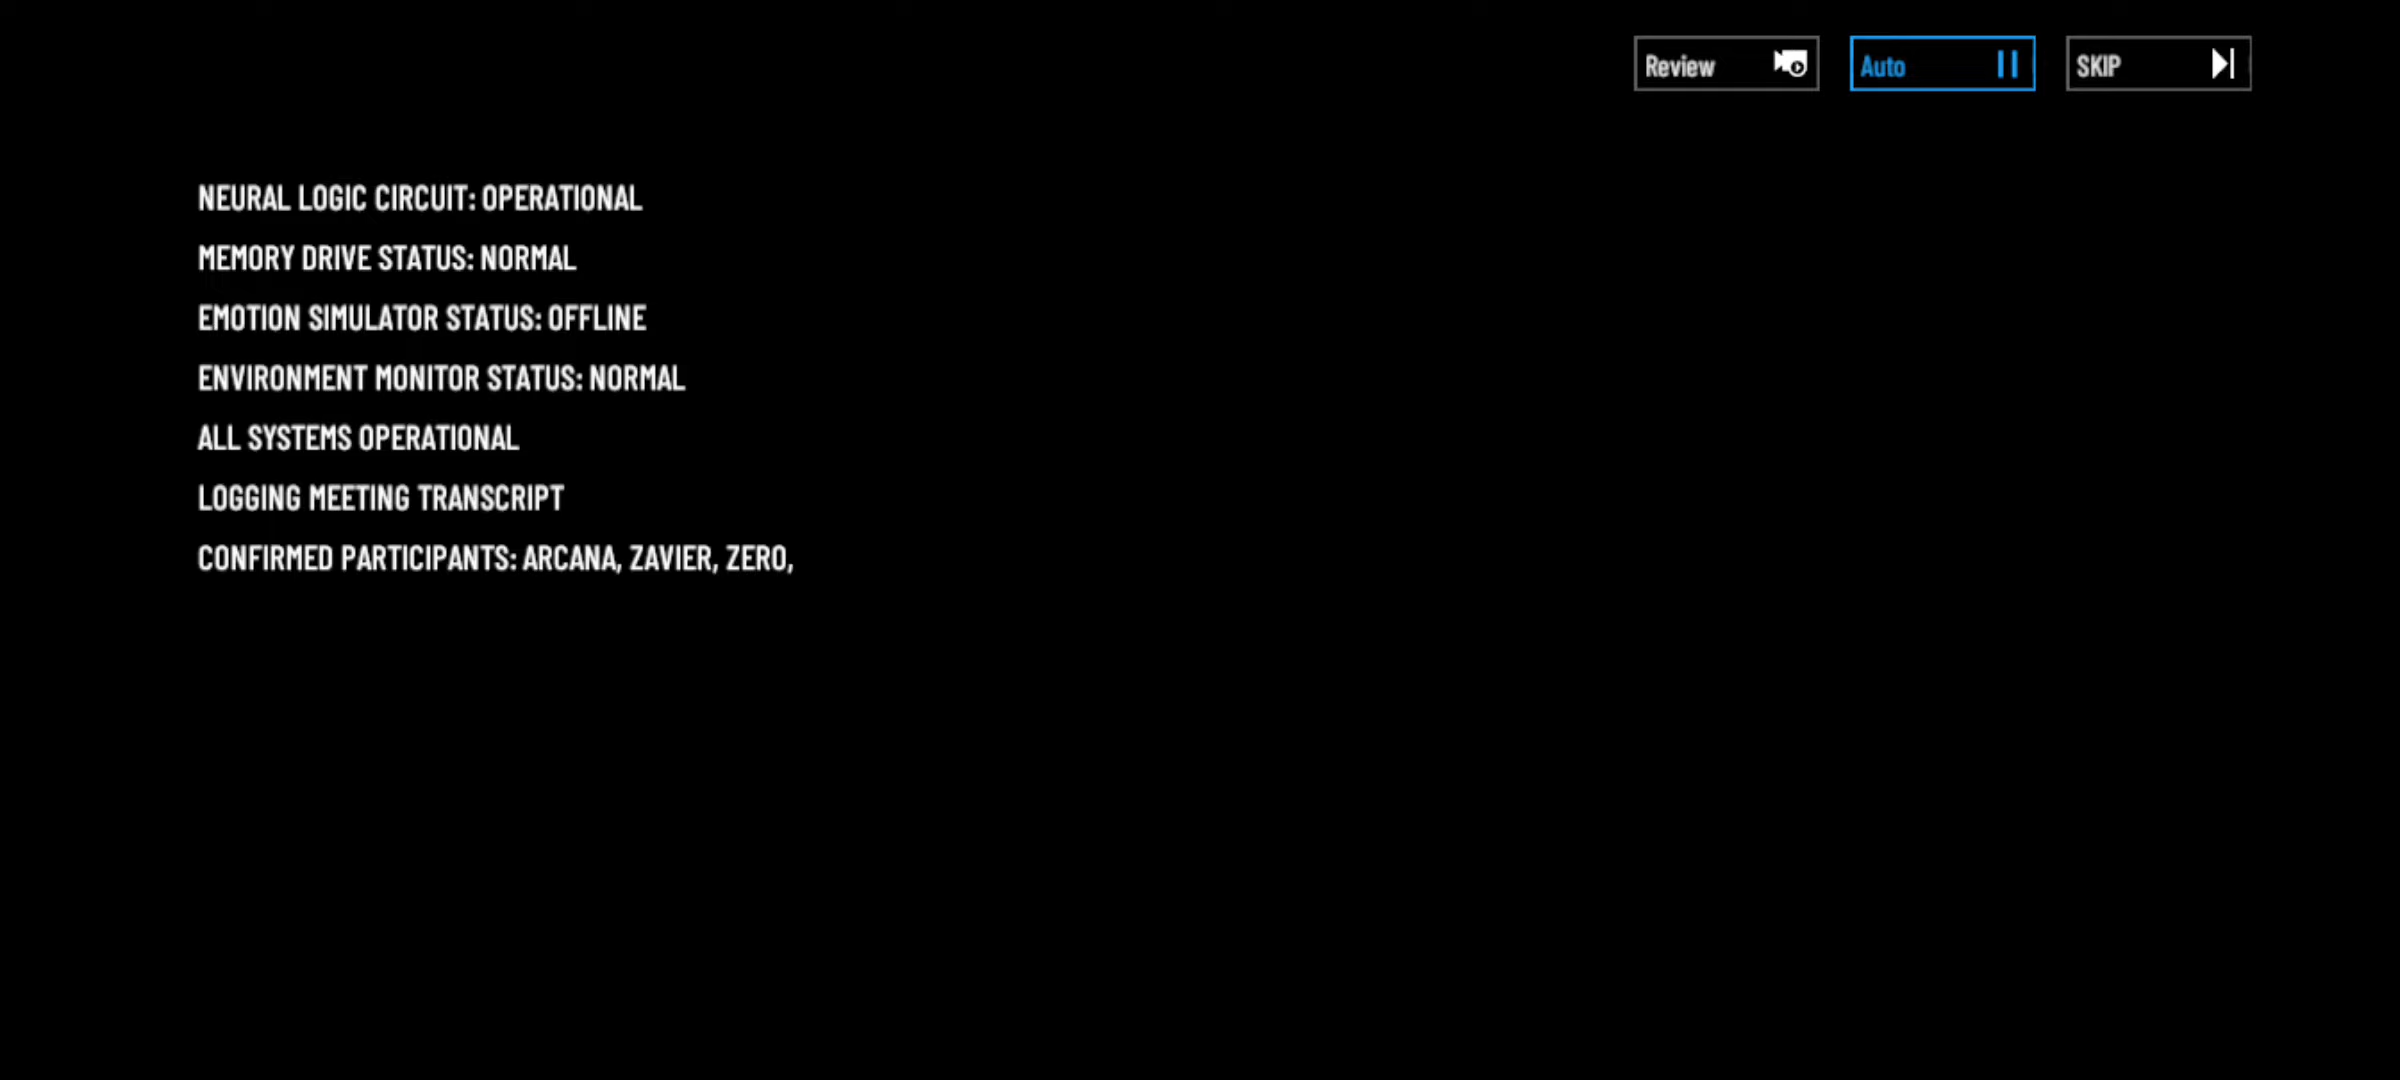 Review
Auto
SKIP
NEURAL LOGIC CIRCUIT: OPERATIONAL
MEMORY DRIVE STATUS: NORMAL
EMOTION SIMULATOR STATUS: OFFLINE
ENVIRONMENT MONITOR STATUS: NORMAL
ALL SYSTEMS OPERATIONAL
LOGGING MEETING TRANSCRIPT
CONFIRMED PARTICIPANTS: ARCANA, ZAVIER, ZERO,